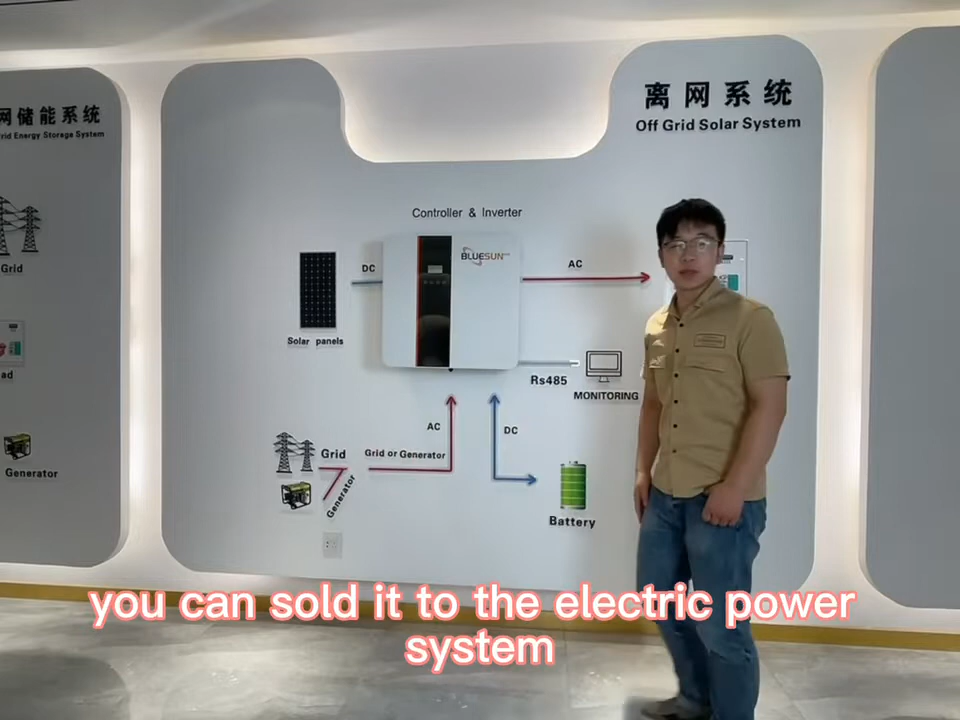 网储能系统
rid Energy Storage System
Grid
ad
Generator
离网系统
Off Grid Solar System
Controller & Inverter
BLUESUN
DC
AC
Solar panels
Rs485
MONITORING
AC
DC
Grid
Grid or Generator
Generator
Battery
you can sold it to the electric power
system